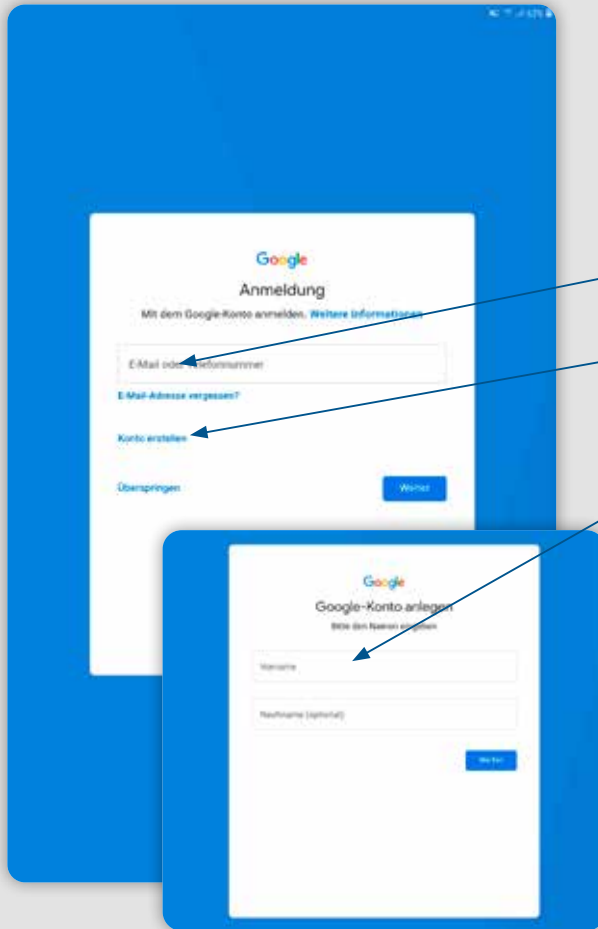 62%
Google
Anmeldung
Mit dem Google-Konto anmelden. Weitere Informationen
E-Mail oder Telefonnummer
E-Mail-Adresse vergessen?
Konto erstellen
Überspringen
Weiter
Google
Google-Konto anlegen
Bitte den Namen eingeben
Vorname
Nachname (optional)
Weiter